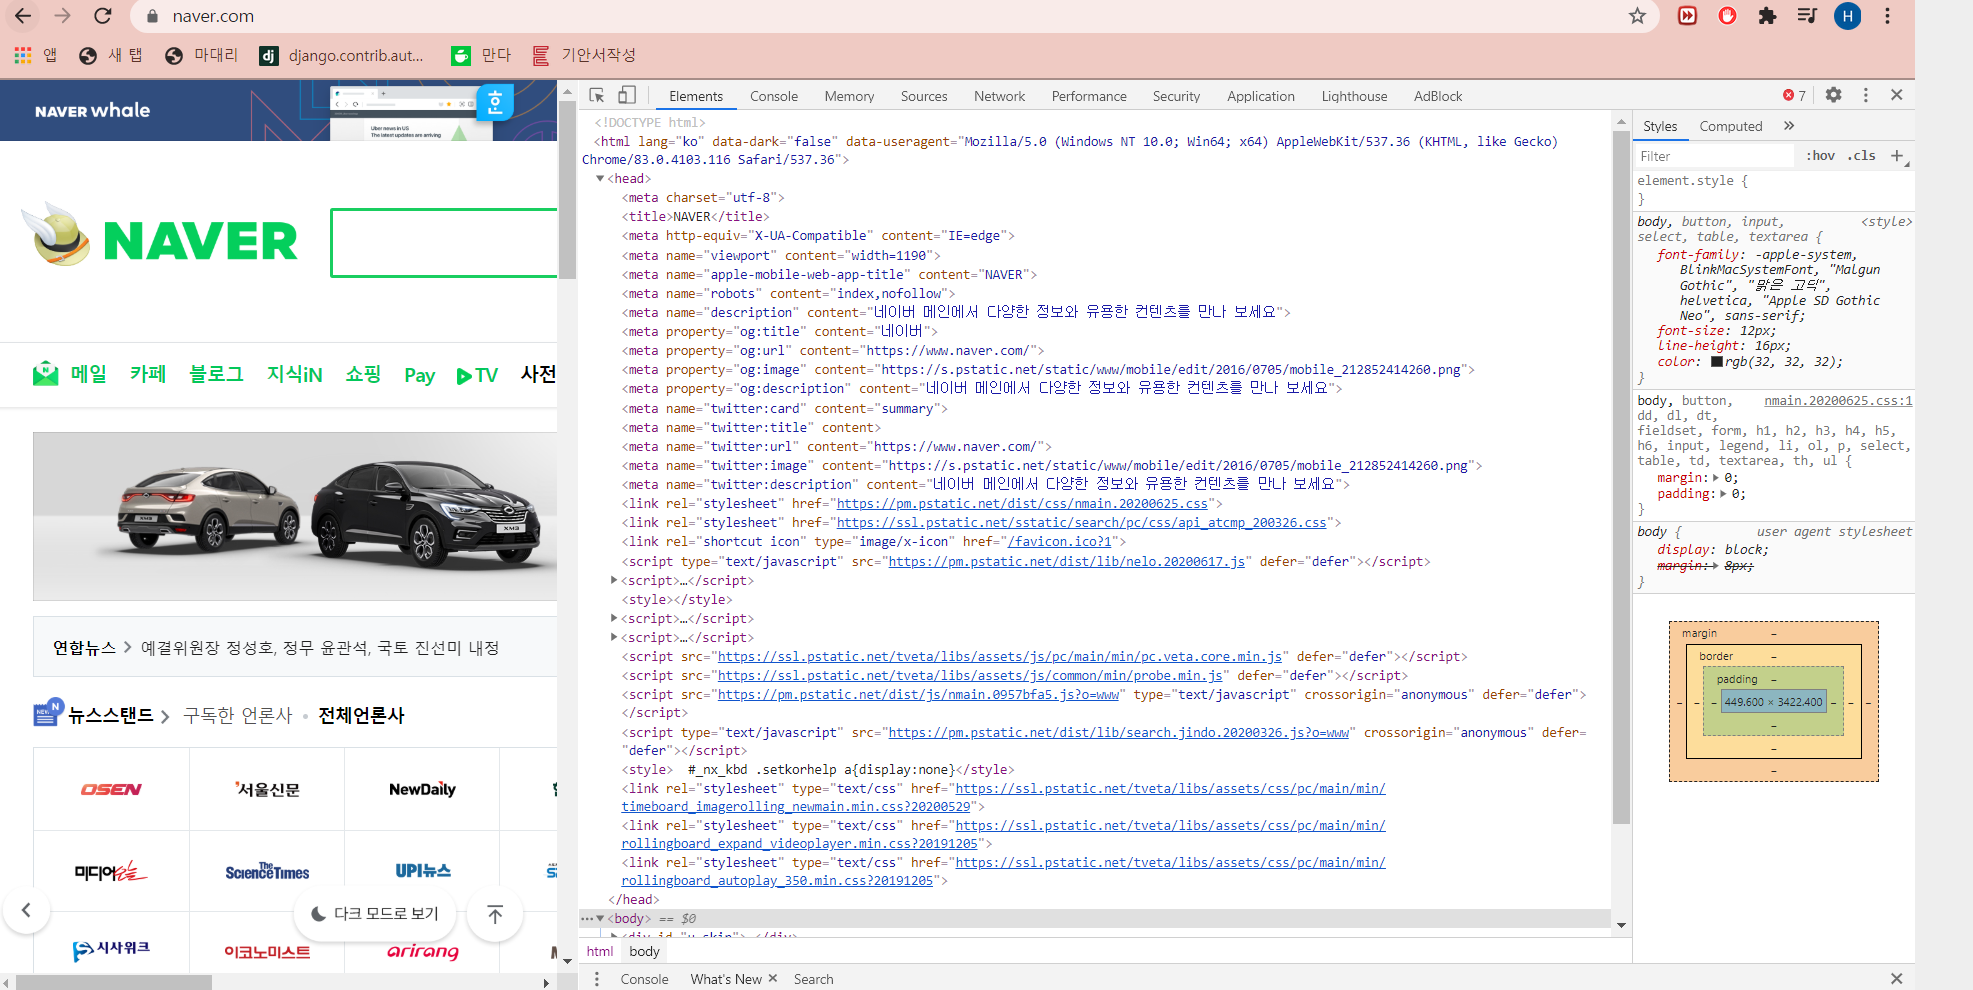 naver.com
H
앱 새 탭 마대리 dj django.contrib.aut... 만다 기안서작성
NAVER whale
Uber news in US
The latest updates are arriving
NAVER
메일 카페 블로그 지식iN 쇼핑 Pay TV 사전
XM3
XM3
연합뉴스 > 예결위원장 정성호, 정무 윤관석, 국토 진선미 내정
NEWS N 뉴스스탠드 > 구독한 언론사 전체언론사
OSEN 서울신문 NewDaily
미디어오늘 The ScienceTimes UPI뉴스
다크 모드로 보기
시사위크 이코노미스트 arirang
Elements Console Memory Sources Network Performance Security Application Lighthouse AdBlock 7
<!DOCTYPE html>
<html lang="ko" data-dark="false" data-useragent="Mozilla/5.0 (Windows NT 10.0; Win64; x64) AppleWebKit/537.36 (KHTML, like Gecko)
Chrome/83.0.4103.116 Safari/537.36">
<head>
<meta charset="utf-8">
<title>NAVER</title>
<meta http-equiv="X-UA-Compatible" content="IE=edge">
<meta name="viewport" content="width=1190">
<meta name="apple-mobile-web-app-title" content="NAVER">
<meta name="robots" content="index,nofollow">
<meta name="description" content="네이버 메인에서 다양한 정보와 유용한 컨텐츠를 만나 보세요">
<meta property="og:title" content="네이버">
<meta property="og:url" content="https://www.naver.com/">
<meta property="og:image" content="https://s.pstatic.net/static/www/mobile/edit/2016/0705/mobile_212852414260.png">
<meta property="og:description" content="네이버 메인에서 다양한 정보와 유용한 컨텐츠를 만나 보세요">
<meta name="twitter:card" content="summary">
<meta name="twitter:title" content>
<meta name="twitter:url" content="https://www.naver.com/">
<meta name="twitter:image" content="https://s.pstatic.net/static/www/mobile/edit/2016/0705/mobile_212852414260.png">
<meta name="twitter:description" content="네이버 메인에서 다양한 정보와 유용한 컨텐츠를 만나 보세요">
<link rel="stylesheet" href="https://pm.pstatic.net/dist/css/nmain.20200625.css">
<link rel="stylesheet" href="https://ssl.pstatic.net/sstatic/search/pc/css/api_atcmp_200326.css">
<link rel="shortcut icon" type="image/x-icon" href="/favicon.ico?1">
<script type="text/javascript" src="https://pm.pstatic.net/dist/lib/nelo.20200617.js" defer="defer"></script>
<script>…</script>
<style></style>
<script>…</script>
<script>…</script>
<script src="https://ssl.pstatic.net/tveta/libs/assets/js/pc/main/min/pc.veta.core.min.js" defer="defer"></script>
<script src="https://ssl.pstatic.net/tveta/libs/assets/js/common/min/probe.min.js" defer="defer"></script>
<script src="https://pm.pstatic.net/dist/js/nmain.0957bfa5.js?o=www" type="text/javascript" crossorigin="anonymous" defer="defer">
</script>
<script type="text/javascript" src="https://pm.pstatic.net/dist/lib/search.jindo.20200326.js?o=www" crossorigin="anonymous" defer=
"defer"></script>
<style> #_nx_kbd .setkorhelp a{display:none}</style>
<link rel="stylesheet" type="text/css" href="https://ssl.pstatic.net/tveta/libs/assets/css/pc/main/min/
timeboard_imagerolling_newmain.min.css?20200529">
<link rel="stylesheet" type="text/css" href="https://ssl.pstatic.net/tveta/libs/assets/css/pc/main/min/
rollingboard_expand_videoplayer.min.css?20191205">
<link rel="stylesheet" type="text/css" href="https://ssl.pstatic.net/tveta/libs/assets/css/pc/main/min/
rollingboard_autoplay_350.min.css?20191205">
</head>
<body> == $0
<div id="u_skin"> </div>
html body
Console What's New × Search
Styles Computed »
Filter :hov .cls +
element.style {
}
body, button, input, <style>
select, table, textarea {
font-family: -apple-system,
BlinkMacSystemFont, "Malgun
Gothic", "맑은 고딕",
helvetica, "Apple SD Gothic
Neo", sans-serif;
font-size: 12px;
line-height: 16px;
color: rgb(32, 32, 32);
}
body, button, nmain.20200625.css:1
dd, dl, dt,
fieldset, form, h1, h2, h3, h4, h5,
h6, input, legend, li, ol, p, select,
table, td, textarea, th, ul {
margin: 0;
padding: 0;
}
body { user agent stylesheet
display: block;
margin: 8px;
}
margin –
border –
padding –
– – – 449.600 × 3422.400 – – –
–
–
–